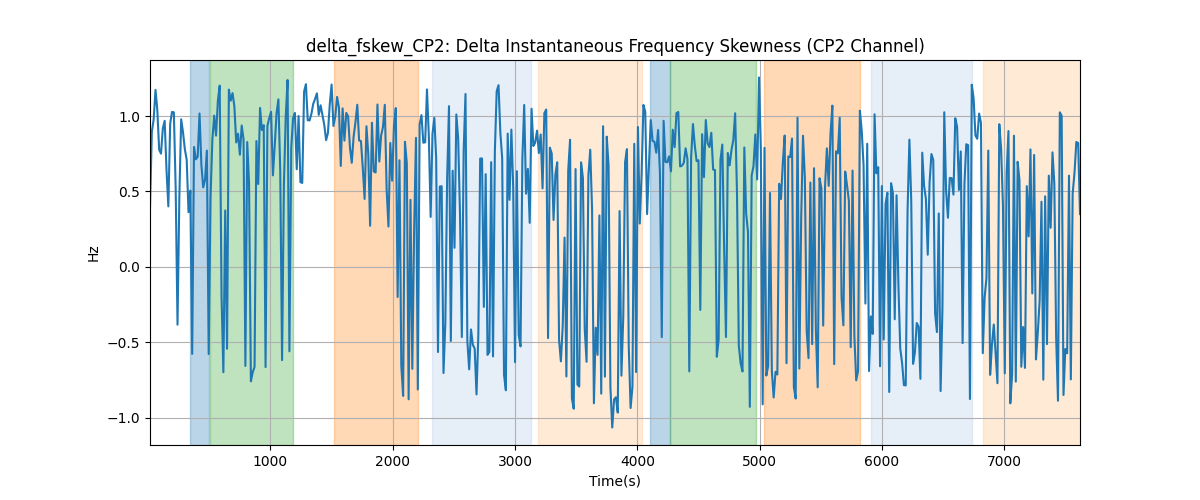 delta_fskew_CP2: Delta Instantaneous Frequency Skewness (CP2 Channel)
1.0
0.5
0.0
−0.5
−1.0
Hz
1000 2000 3000 4000 5000 6000 7000
Time(s)